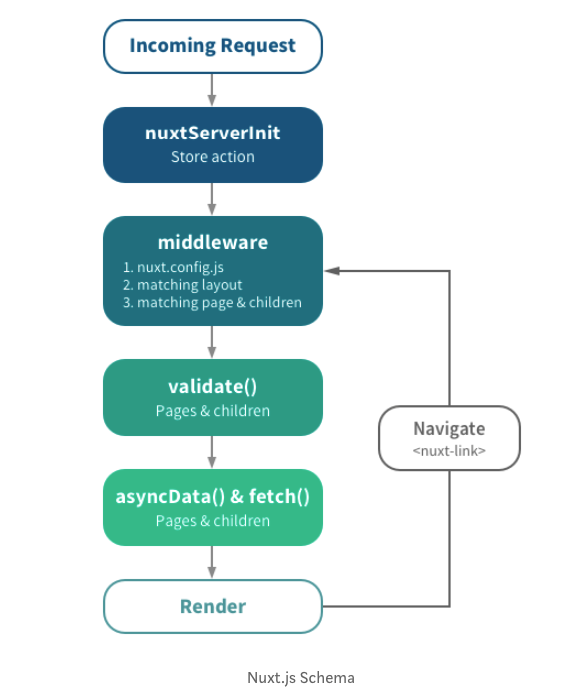 Incoming Request
nuxtServerInit
Store action
middleware
1. nuxt.config.js
2. matching layout
3. matching page & children
validate()
Pages & children
Navigate
<nuxt-link>
asyncData() & fetch()
Pages & children
Render
Nuxt.js Schema